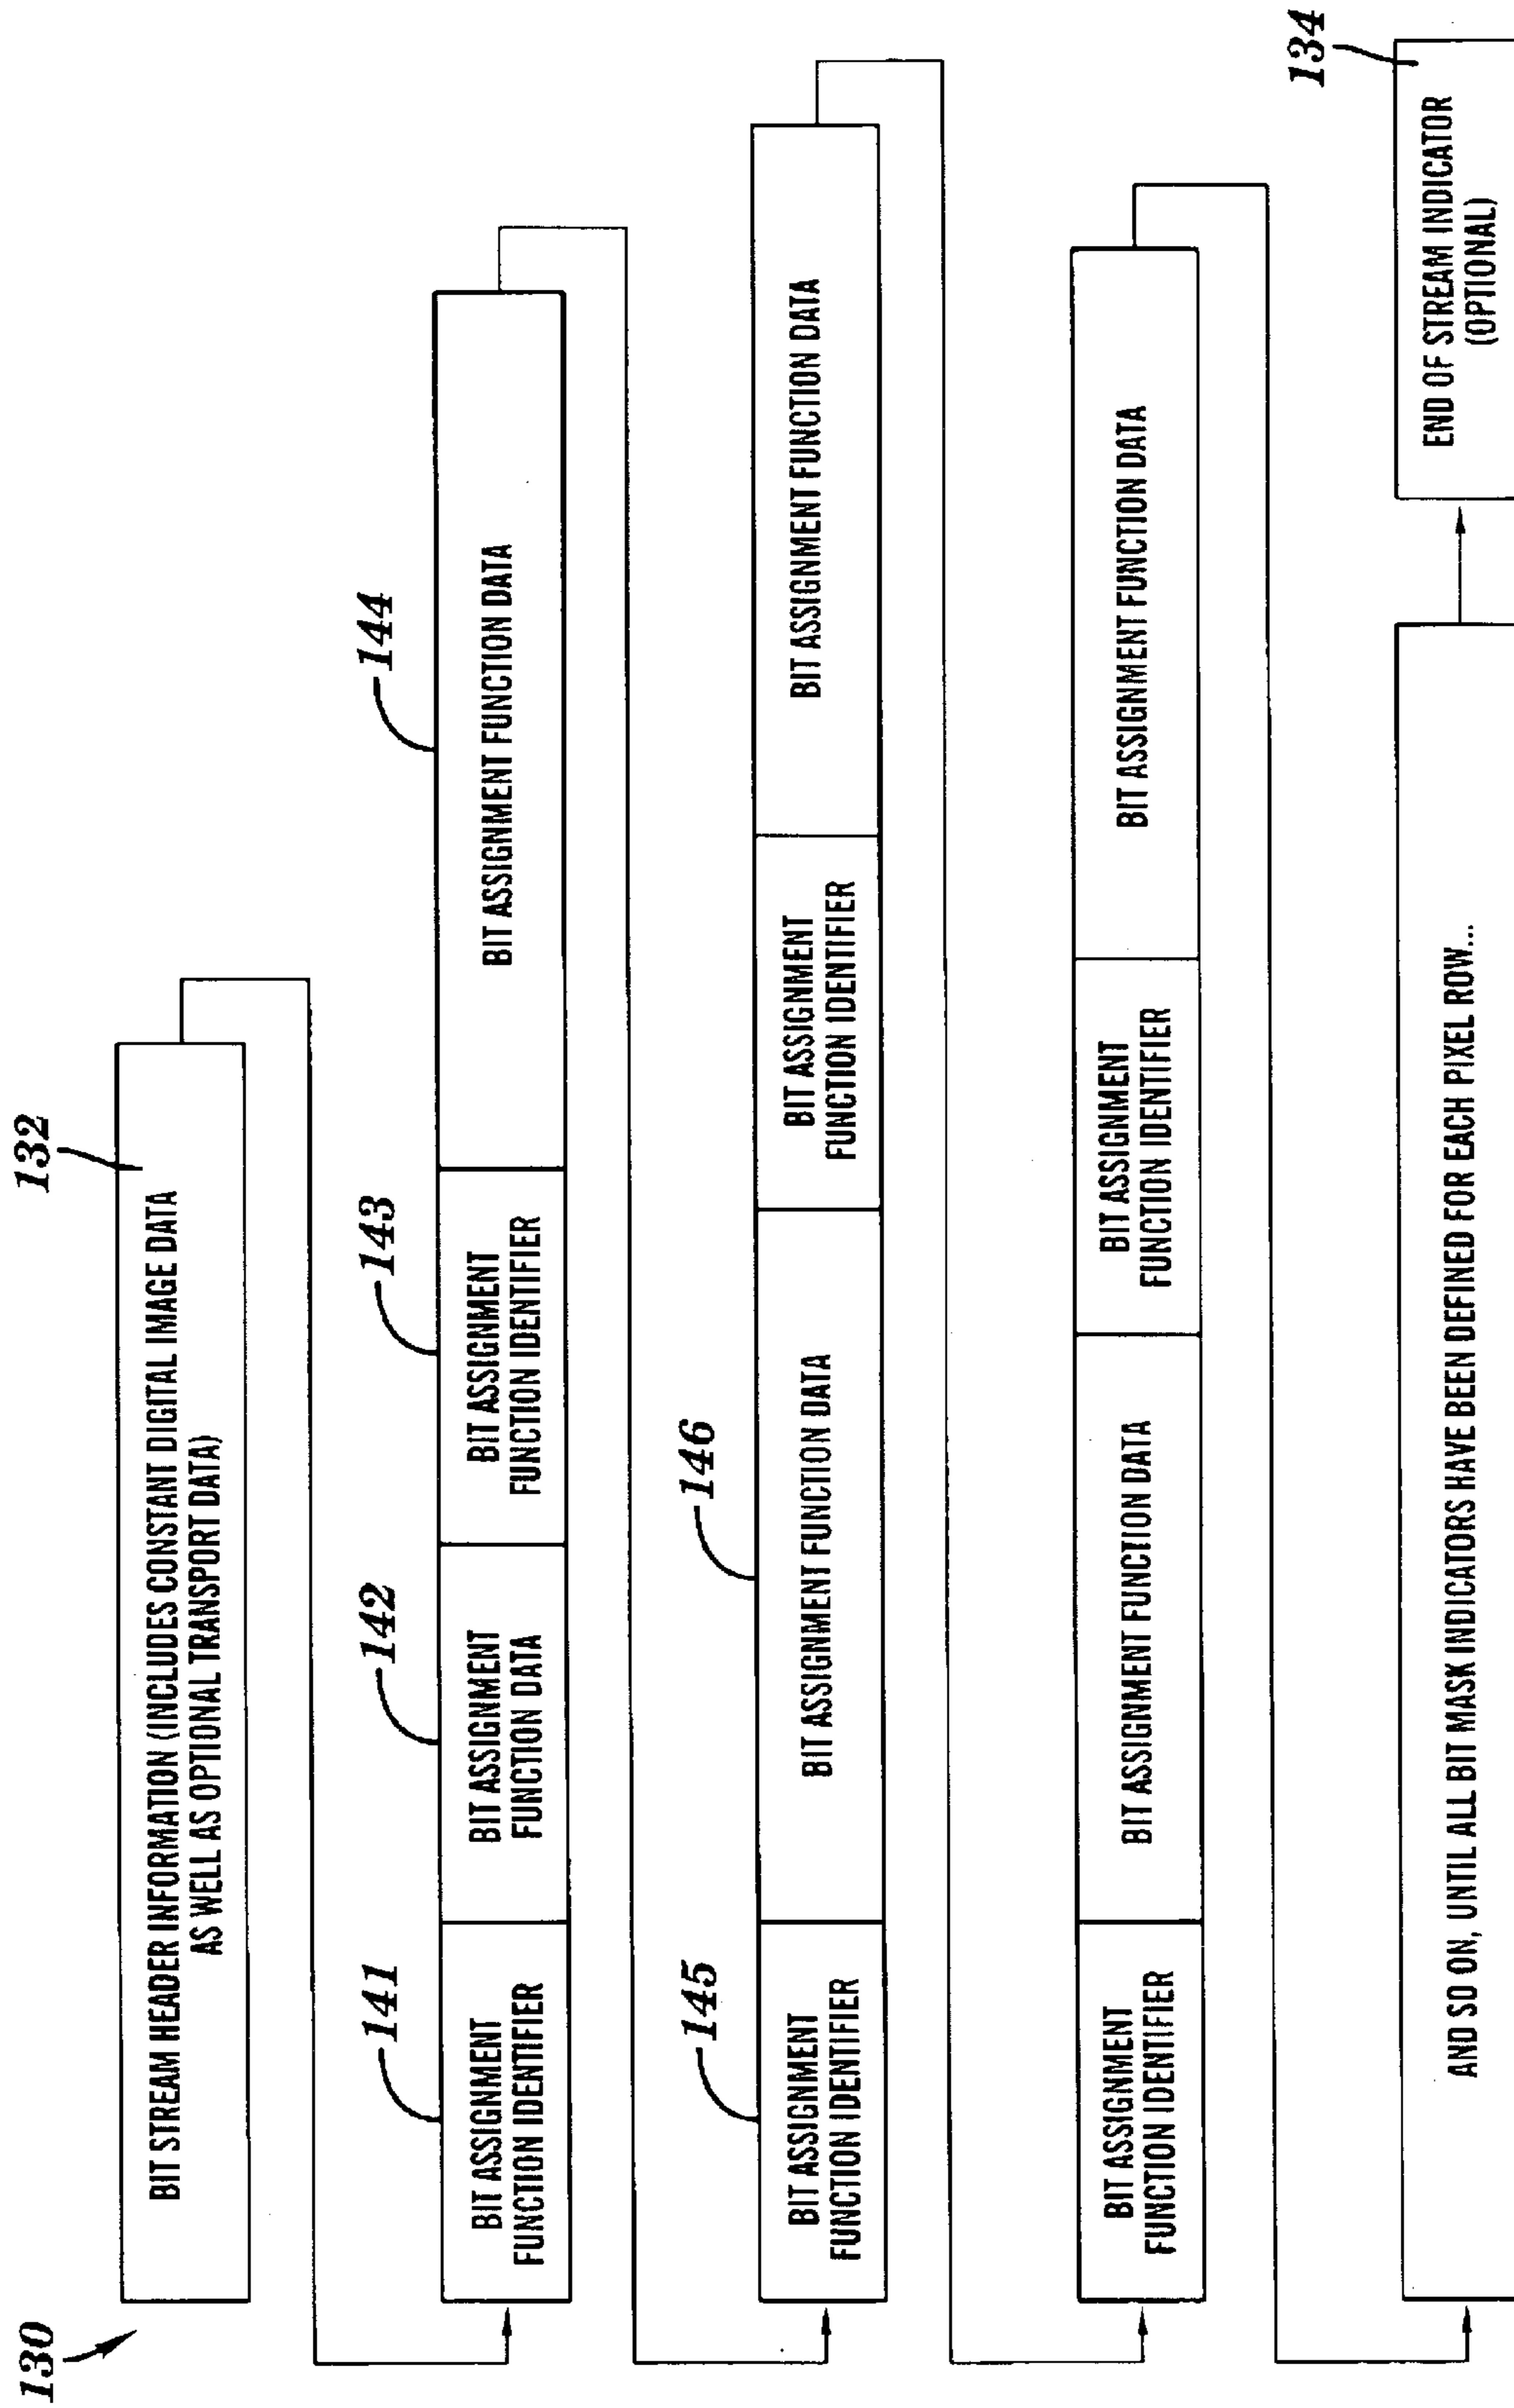 130
132
BIT STREAM HEADER INFORMATION (INCLUDES CONSTANT DIGITAL IMAGE DATA
AS WELL AS OPTIONAL TRANSPORT DATA)
141
142
143
144
BIT ASSIGNMENT
FUNCTION IDENTIFIER
BIT ASSIGNMENT
FUNCTION DATA
BIT ASSIGNMENT
FUNCTION IDENTIFIER
BIT ASSIGNMENT FUNCTION DATA
145
146
BIT ASSIGNMENT
FUNCTION IDENTIFIER
BIT ASSIGNMENT FUNCTION DATA
BIT ASSIGNMENT
FUNCTION IDENTIFIER
BIT ASSIGNMENT FUNCTION DATA
BIT ASSIGNMENT
FUNCTION IDENTIFIER
BIT ASSIGNMENT FUNCTION DATA
BIT ASSIGNMENT
FUNCTION IDENTIFIER
BIT ASSIGNMENT FUNCTION DATA
AND SO ON, UNTIL ALL BIT MASK INDICATORS HAVE BEEN DEFINED FOR EACH PIXEL ROW...
134
END OF STREAM INDICATOR
(OPTIONAL)